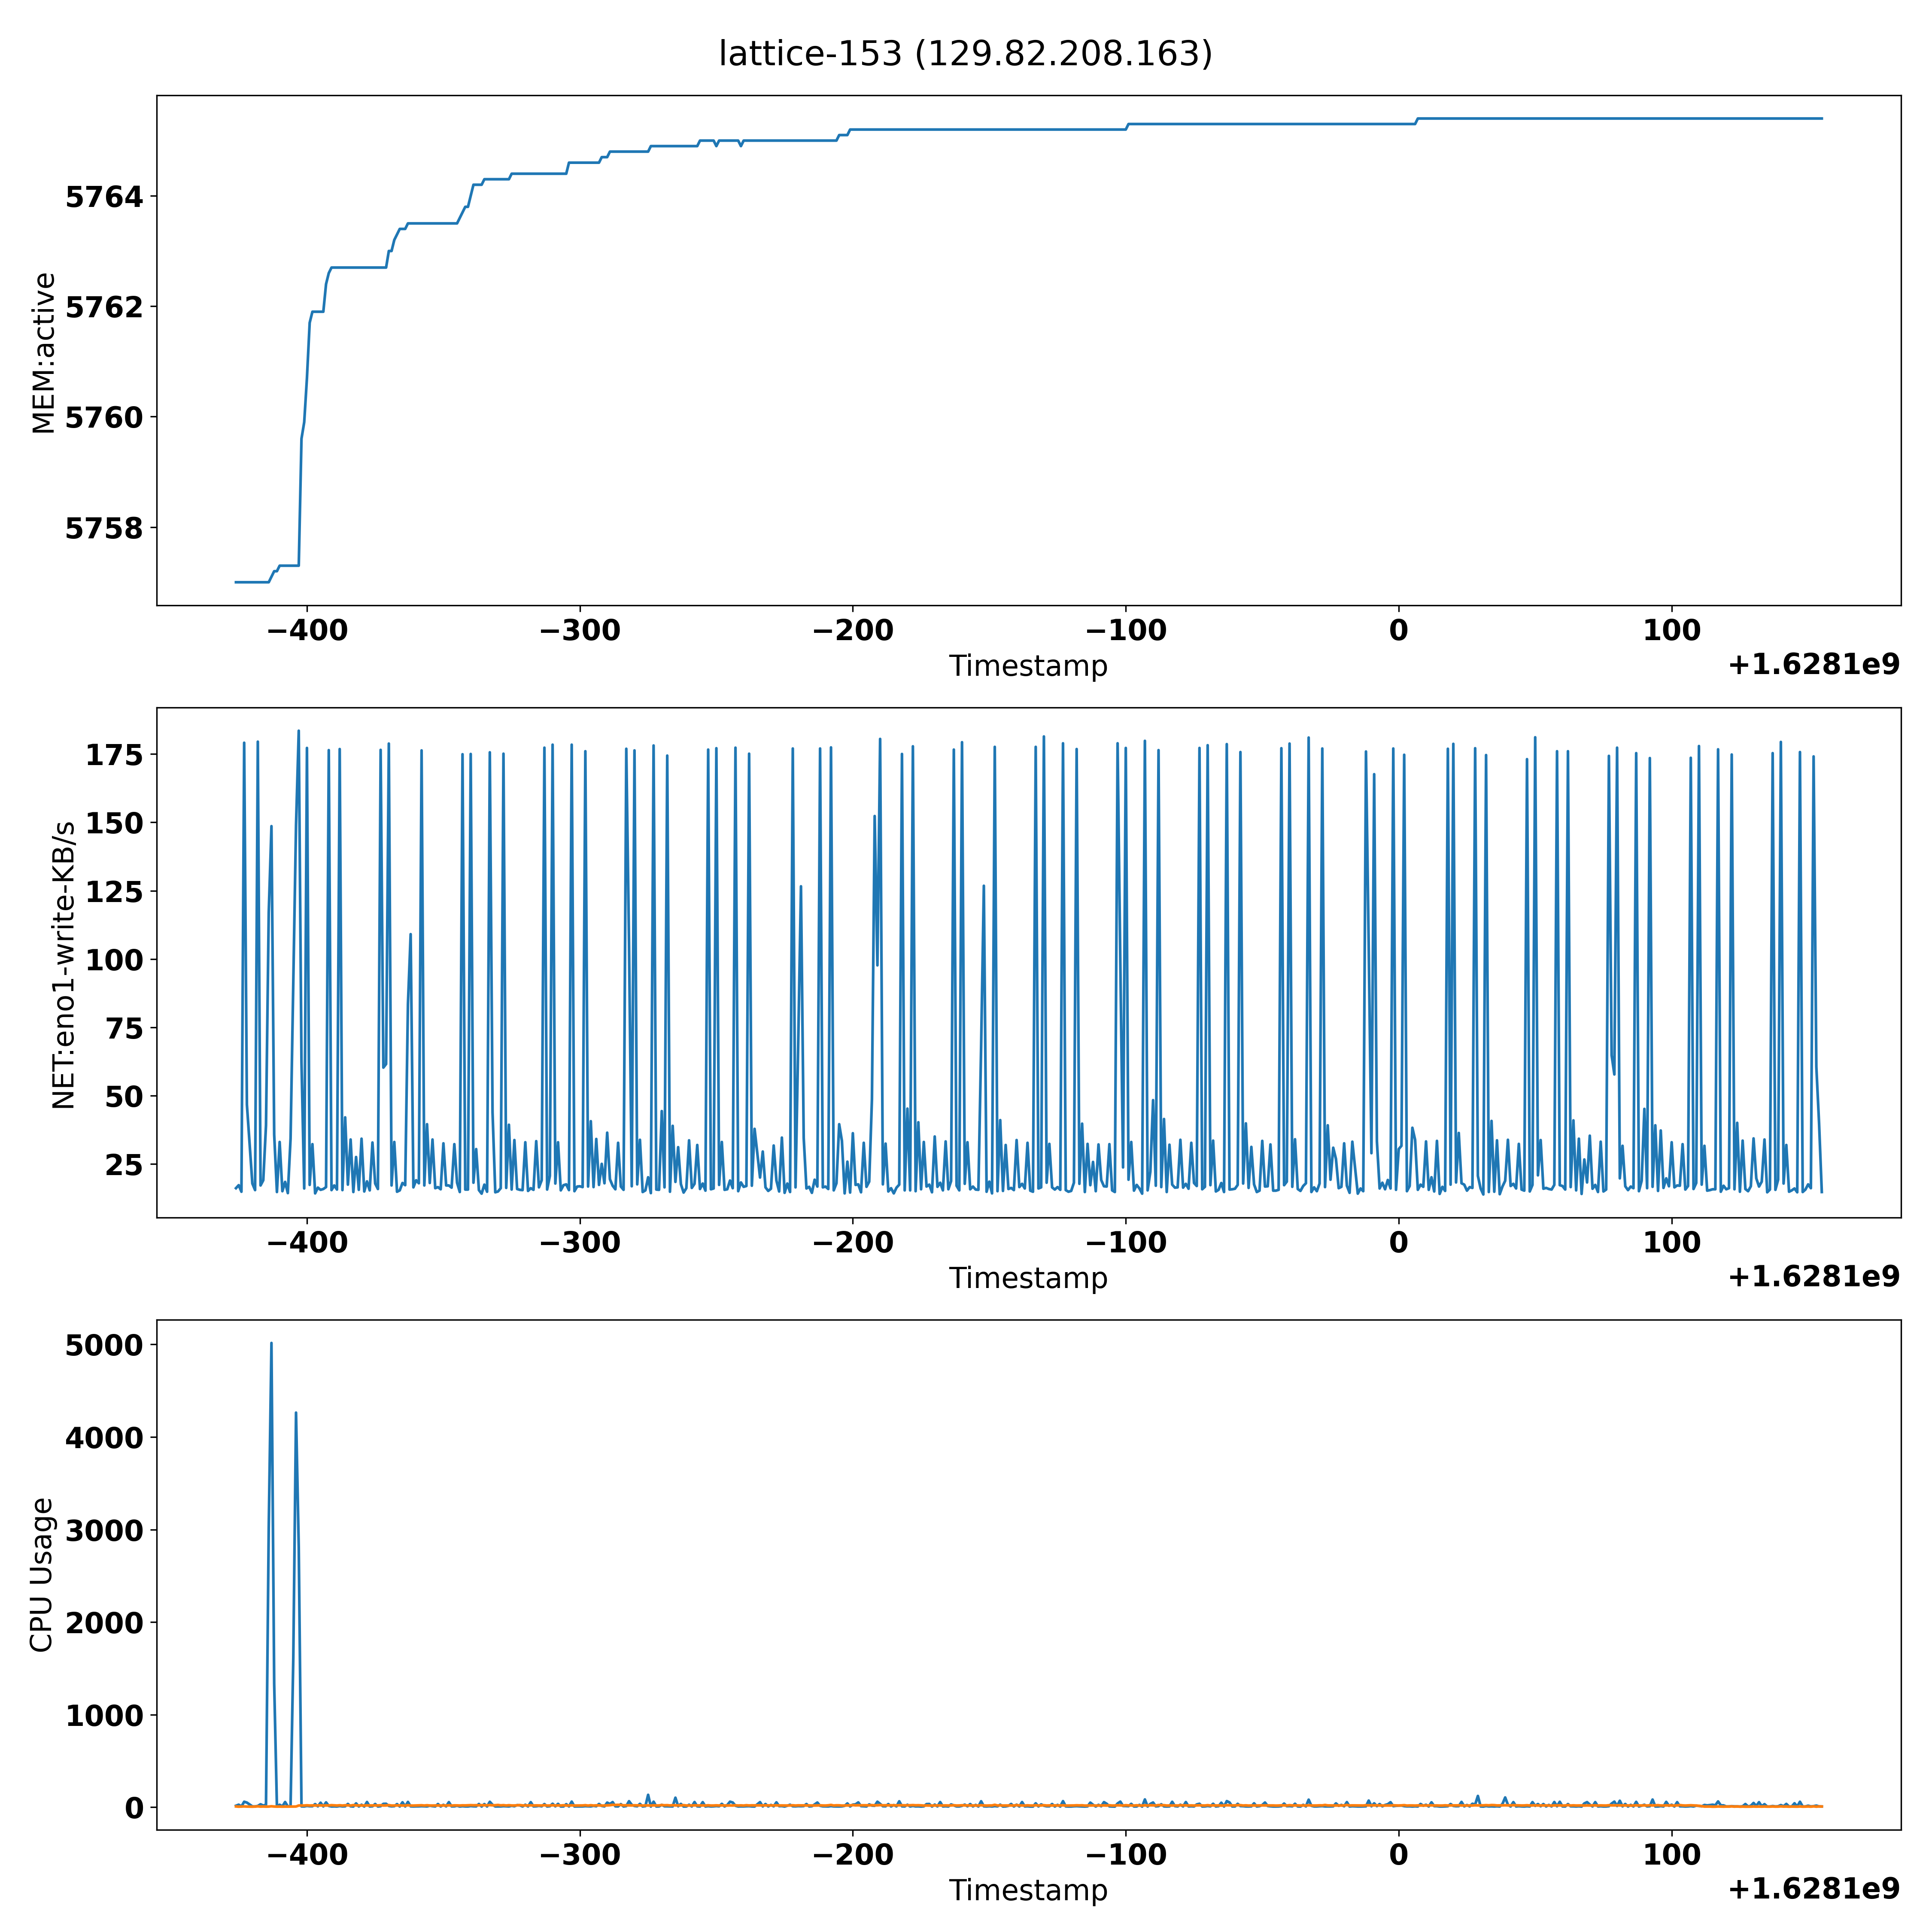 lattice-153 (129.82.208.163)
MEM:active
5764
5762
5760
5758
−400 −300 −200 −100 0 100
Timestamp
+1.6281e9
NET:eno1-write-KB/s
175
150
125
100
75
50
25
−400 −300 −200 −100 0 100
Timestamp
+1.6281e9
CPU Usage
5000
4000
3000
2000
1000
0
−400 −300 −200 −100 0 100
Timestamp
+1.6281e9